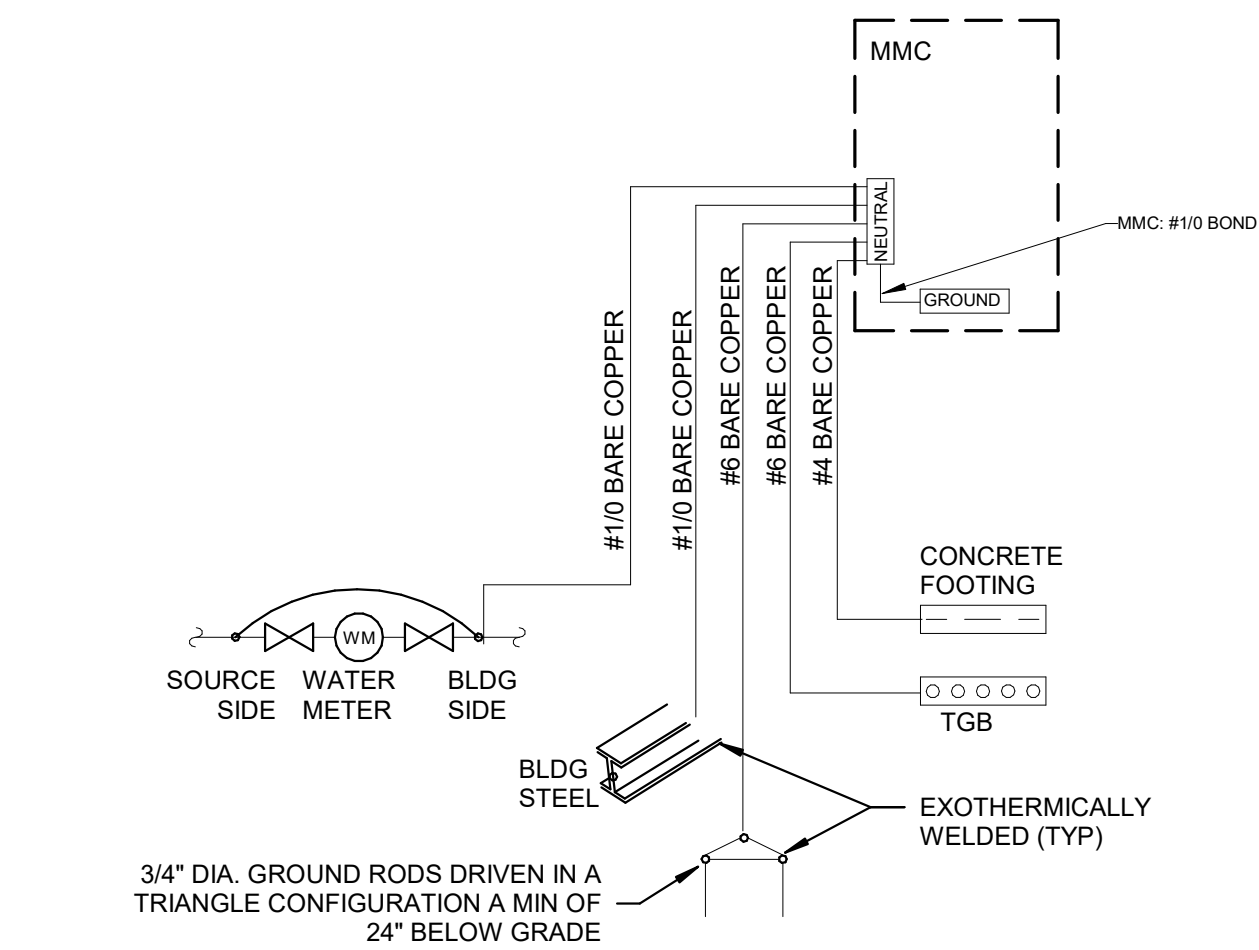 MMC
NEUTRAL
MMC: #1/0 BOND
GROUND
#1/0 BARE COPPER
#1/0 BARE COPPER
#6 BARE COPPER
#6 BARE COPPER
#4 BARE COPPER
CONCRETE
FOOTING
WM
SOURCE
SIDE
WATER
METER
BLDG
SIDE
TGB
BLDG
STEEL
EXOTHERMICALLY
WELDED (TYP)
3/4" DIA. GROUND RODS DRIVEN IN A
TRIANGLE CONFIGURATION A MIN OF
24" BELOW GRADE